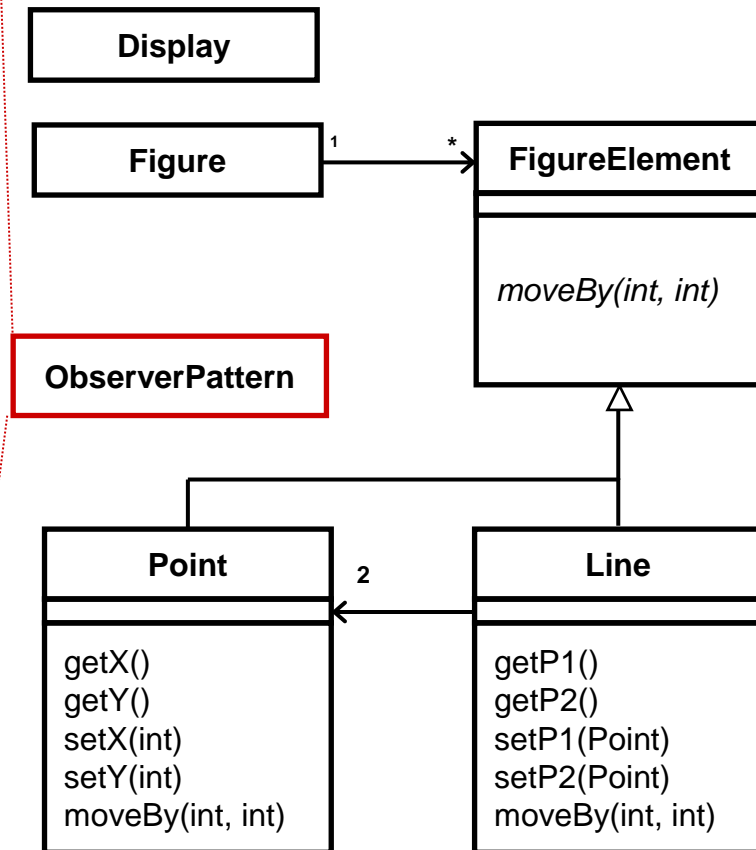 Display
Figure
1
*
FigureElement
moveBy(int, int)
ObserverPattern
Point
2
Line
getX()
getY()
setX(int)
setY(int)
moveBy(int, int)
getP1()
getP2()
setP1(Point)
setP2(Point)
moveBy(int, int)